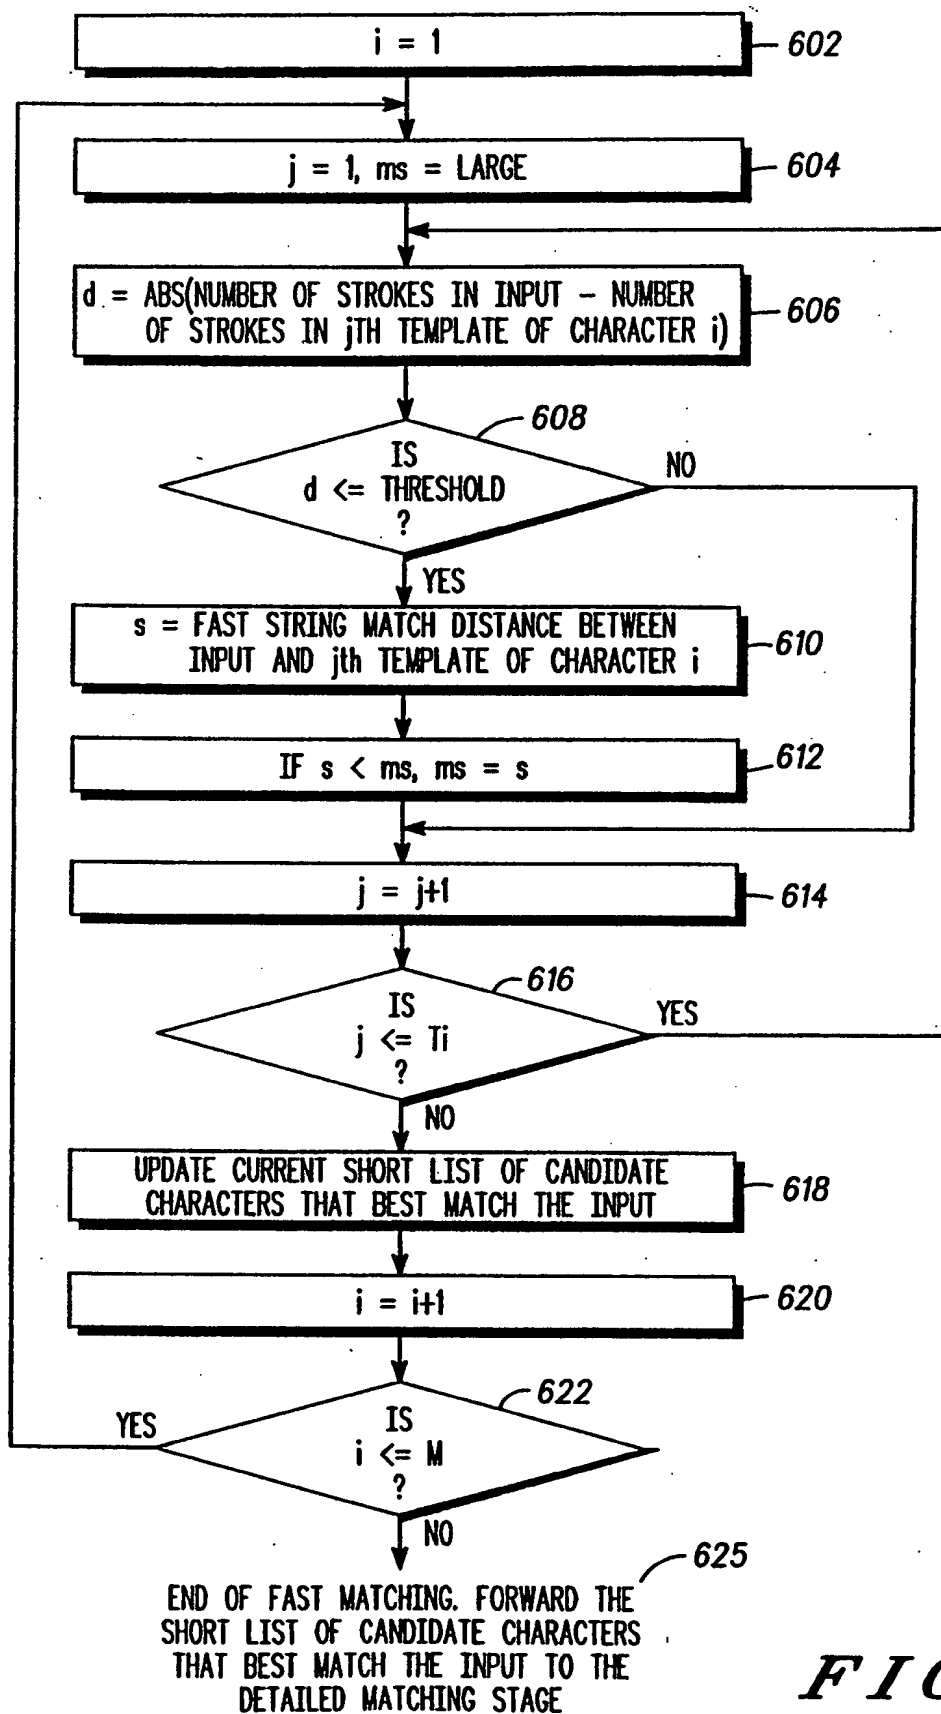 i = 1
602
j = 1, ms = LARGE
604
d = ABS(NUMBER OF STROKES IN INPUT – NUMBER
OF STROKES IN jTH TEMPLATE OF CHARACTER i)
606
608
IS
d <= THRESHOLD
?
NO
YES
s = FAST STRING MATCH DISTANCE BETWEEN
INPUT AND jth TEMPLATE OF CHARACTER i
610
IF s < ms, ms = s
612
j = j+1
614
616
IS
j <= Ti
?
YES
NO
UPDATE CURRENT SHORT LIST OF CANDIDATE
CHARACTERS THAT BEST MATCH THE INPUT
618
i = i+1
620
622
IS
i <= M
?
YES
NO
625
END OF FAST MATCHING. FORWARD THE
SHORT LIST OF CANDIDATE CHARACTERS
THAT BEST MATCH THE INPUT TO THE
DETAILED MATCHING STAGE